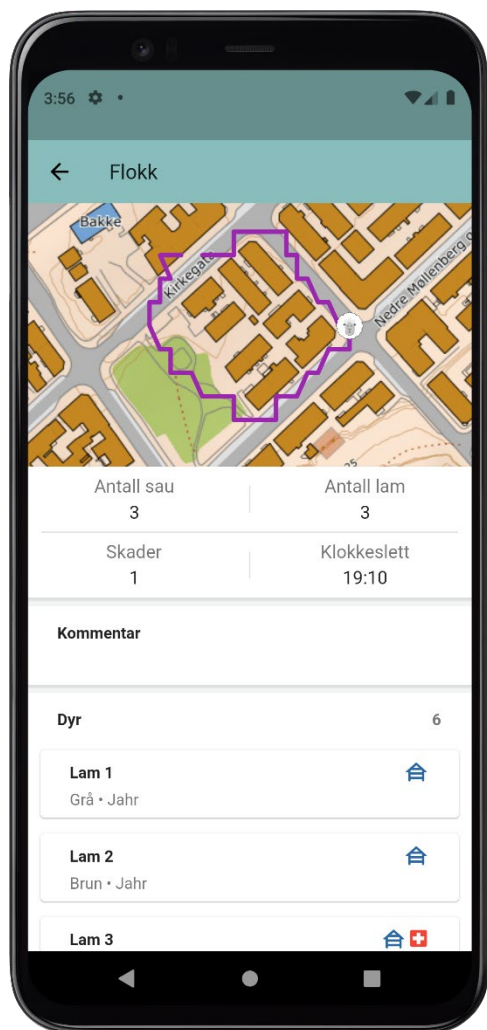 3:56
Flokk
Bakke
Kirkegata
Nedre Møllenberg g
25
Antall sau
3
Antall lam
3
Skader
1
Klokkeslett
19:10
Kommentar
Dyr
6
Lam 1
Grå • Jahr
Lam 2
Brun • Jahr
Lam 3